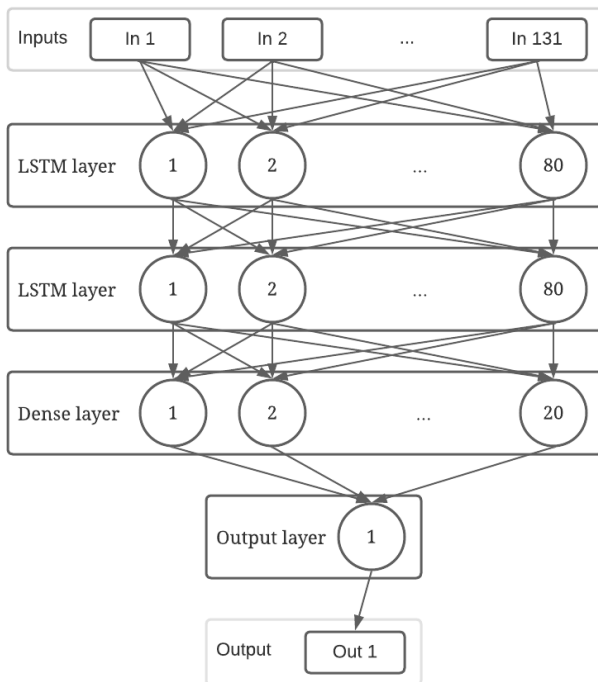 Inputs In 1 In 2 ... In 131
LSTM layer 1 2 ... 80
LSTM layer 1 2 ... 80
Dense layer 1 2 ... 20
Output layer 1
Output Out 1